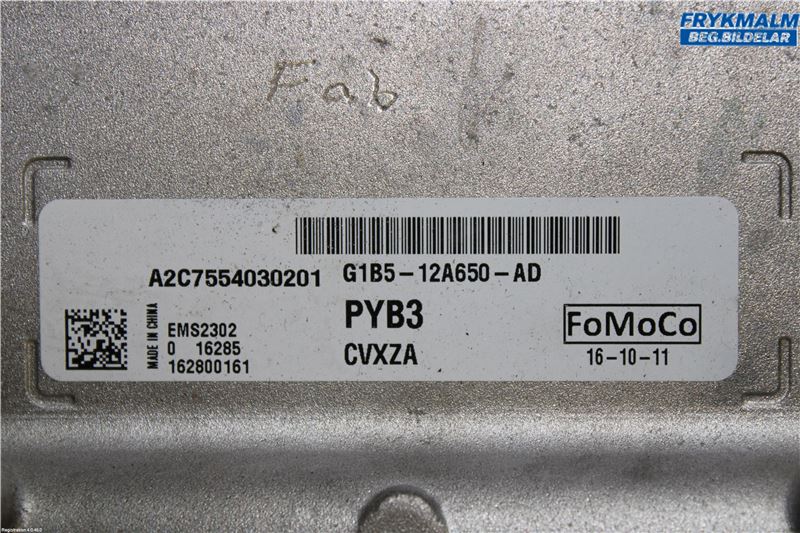 FRYKMALM
BEG.BILDELAR
Fab
A2C7554030201 G1B5-12A650-AD
MADE IN CHINA
EMS2302
0 16285
162800161
PYB3
CVXZA
FoMoCo
16-10-11